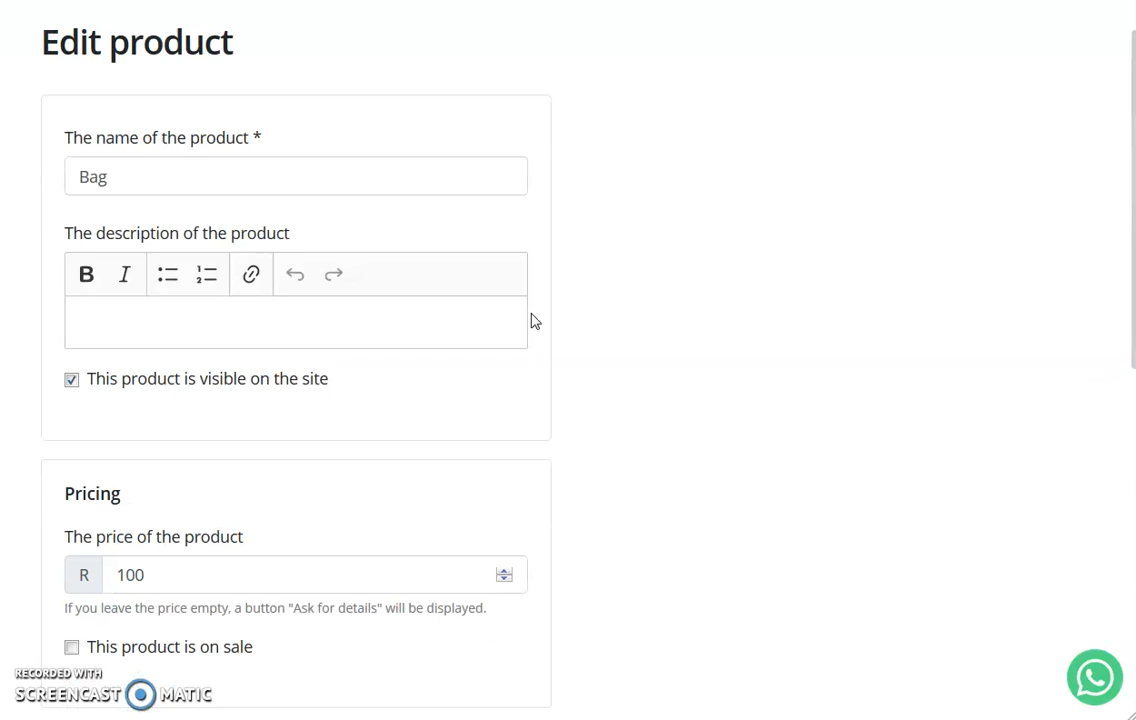 Edit product
The name of the product *
Bag
The description of the product
B I
This product is visible on the site
Pricing
The price of the product
R 100
If you leave the price empty, a button "Ask for details" will be displayed.
This product is on sale
RECORDED WITH
SCREENCAST MATIC